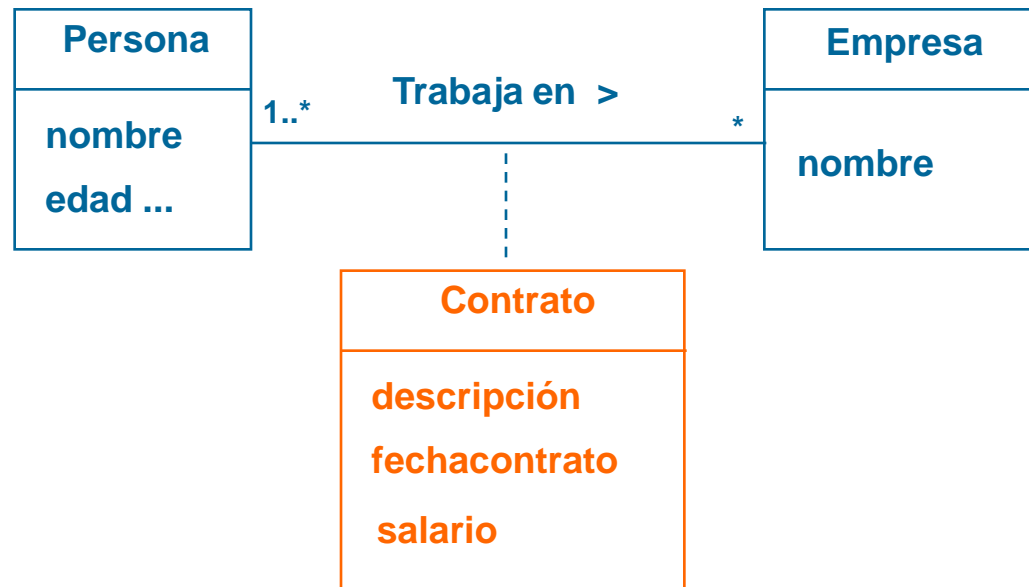 Persona
Empresa
Trabaja en >
1..*
*
nombre
edad ...
nombre
Contrato
descripción
fechacontrato
salario